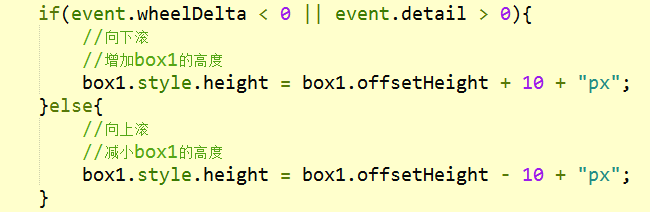 if(event.wheelDelta < 0 || event.detail > 0){
//向下滚
//增加box1的高度
box1.style.height = box1.offsetHeight + 10 + "px";
}else{
//向上滚
//减小box1的高度
box1.style.height = box1.offsetHeight - 10 + "px";
}